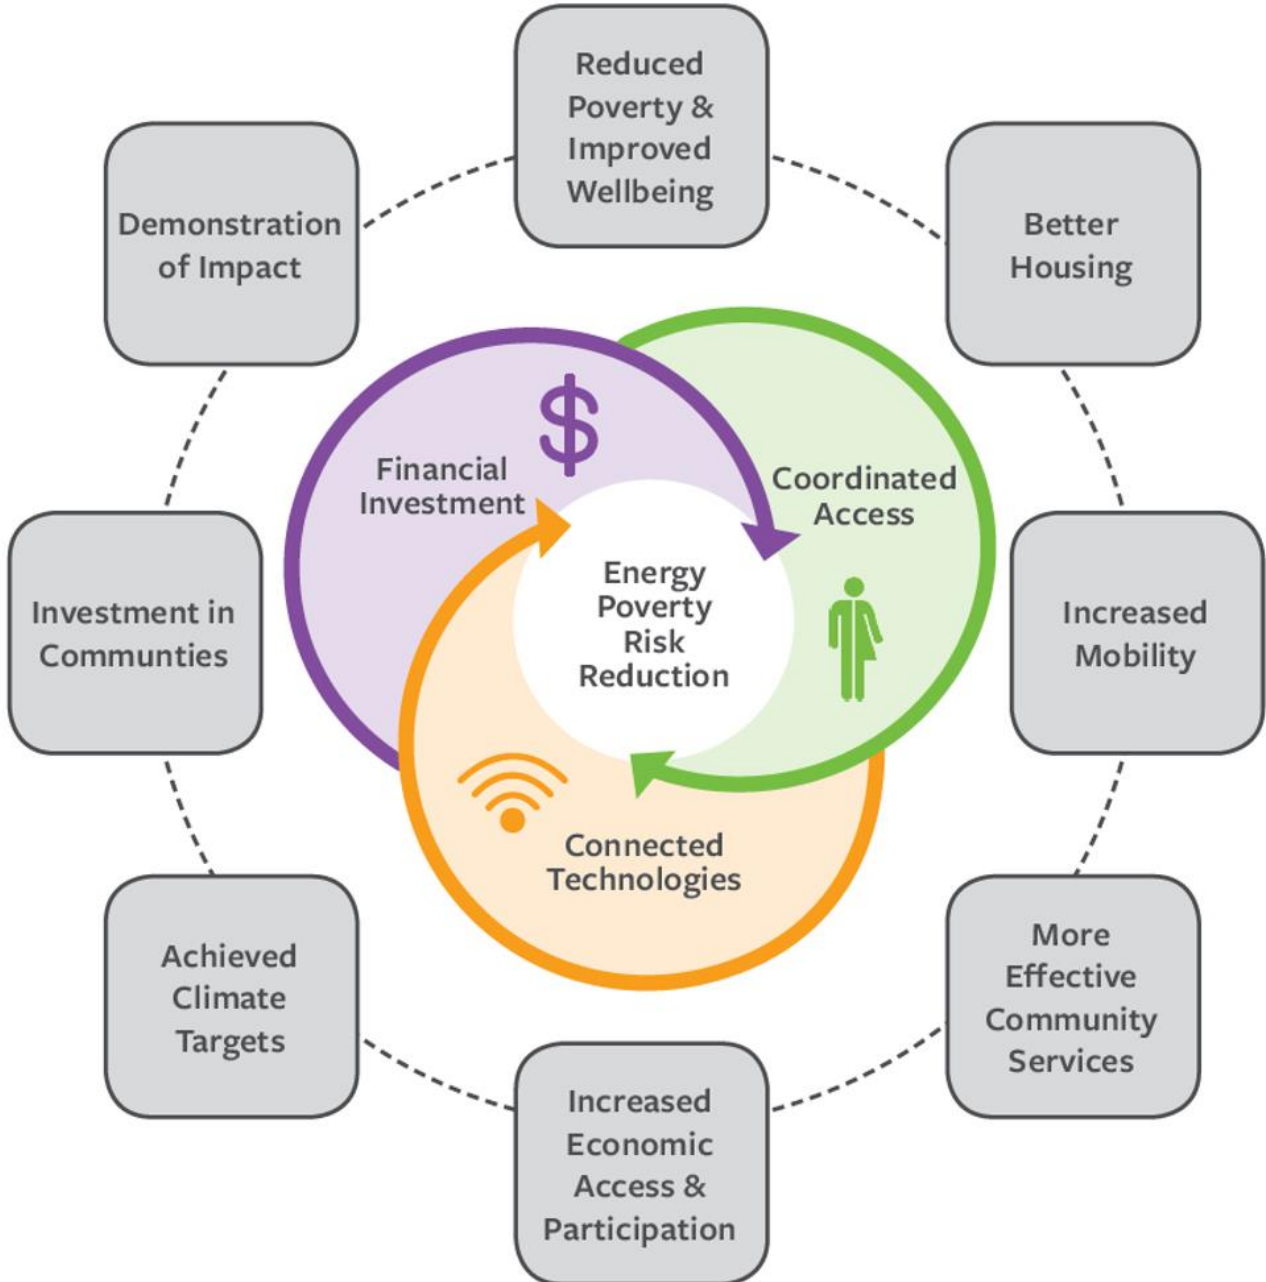 Reduced
Poverty &
Improved
Wellbeing
Demonstration
of Impact
Better
Housing
$
Financial
Investment
Coordinated
Access
Energy
Poverty
Risk
Reduction
Investment in
Communties
Increased
Mobility
Connected
Technologies
Achieved
Climate
Targets
More
Effective
Community
Services
Increased
Economic
Access &
Participation